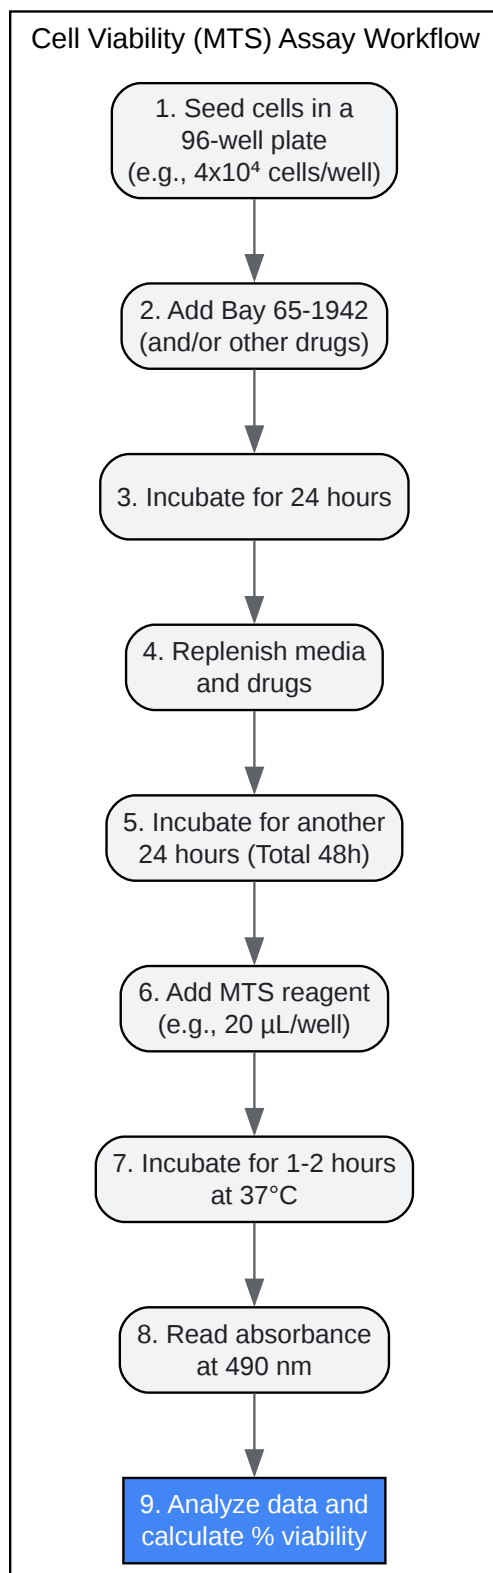 Cell Viability (MTS) Assay Workflow
1. Seed cells in a
96-well plate
(e.g., 4x10⁴ cells/well)
2. Add Bay 65-1942
(and/or other drugs)
3. Incubate for 24 hours
4. Replenish media
and drugs
5. Incubate for another
24 hours (Total 48h)
6. Add MTS reagent
(e.g., 20 µL/well)
7. Incubate for 1-2 hours
at 37°C
8. Read absorbance
at 490 nm
9. Analyze data and
calculate % viability